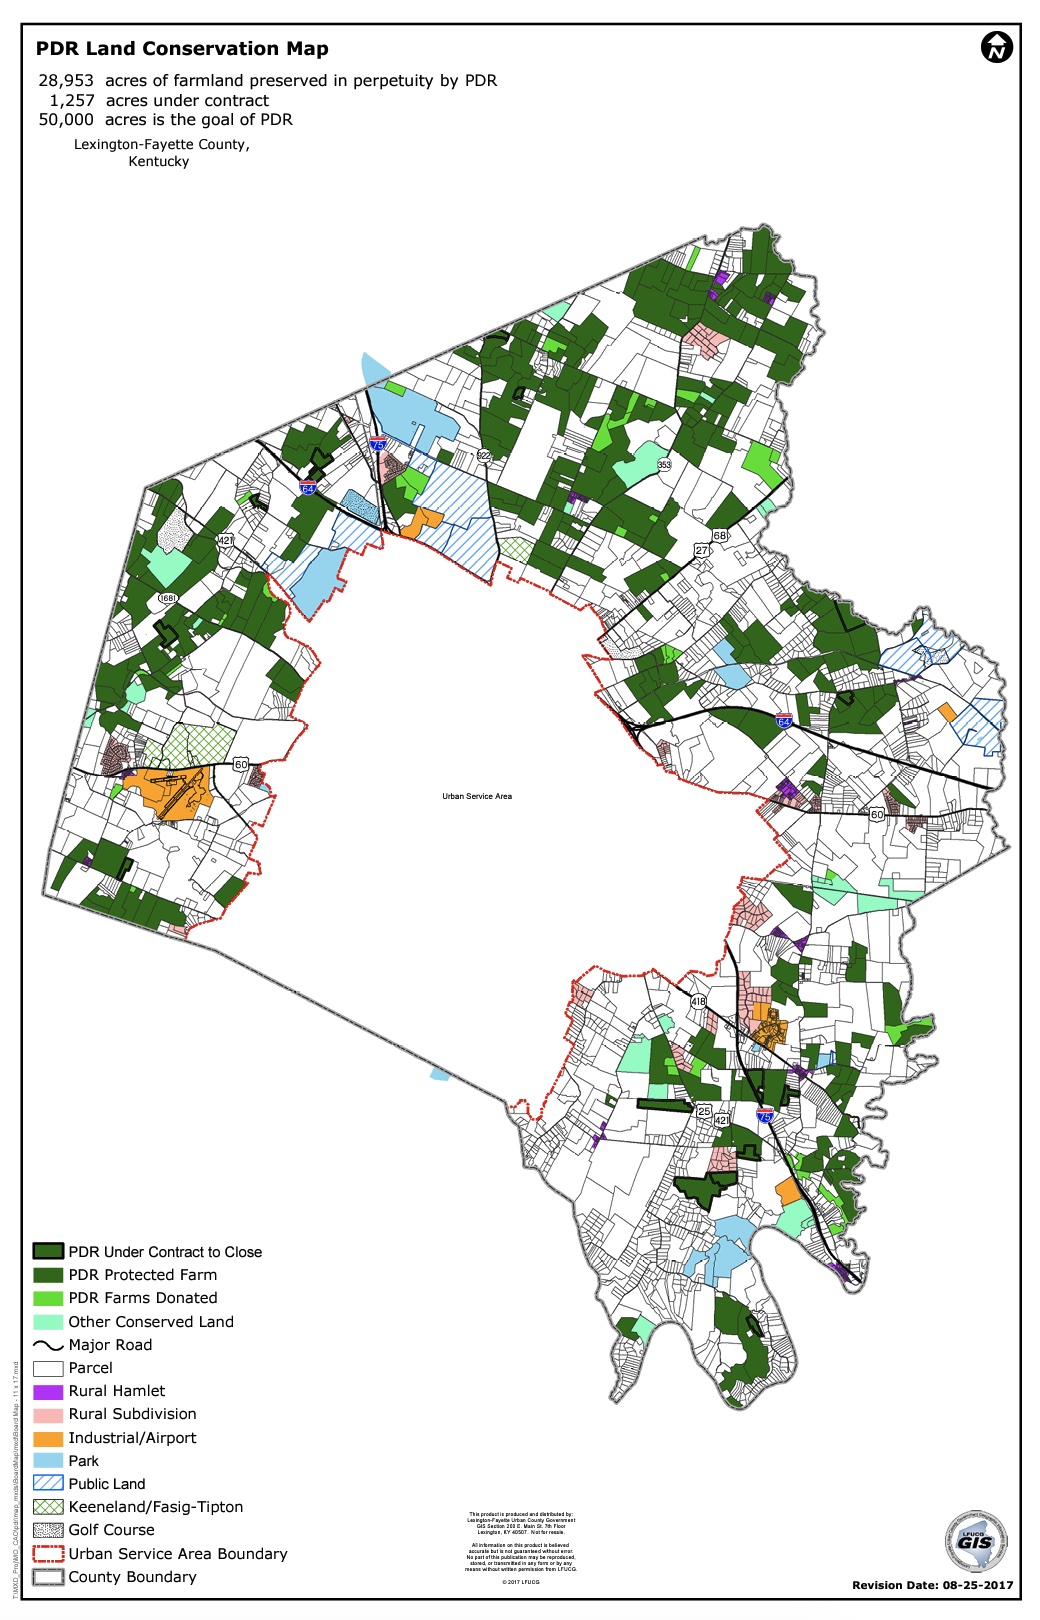 PDR Land Conservation Map
28,953 acres of farmland preserved in perpetuity by PDR
1,257 acres under contract
50,000 acres is the goal of PDR
Lexington-Fayette County,
Kentucky
N
75
922
353
64
421
68
27
1681
64
60
Urban Service Area
60
418
25
421
75
PDR Under Contract to Close
PDR Protected Farm
PDR Farms Donated
Other Conserved Land
Major Road
Parcel
Rural Hamlet
Rural Subdivision
Industrial/Airport
Park
Public Land
Keeneland/Fasig-Tipton
Golf Course
Urban Service Area Boundary
County Boundary
This product is produced and distributed by:
Lexington-Fayette Urban County Government
GIS Section 200 E. Main St. 7th Floor
Lexington, KY 40507. Not for resale.
All information on this product is believed
accurate but is not guaranteed without error.
No part of this publication may be reproduced,
stored, or transmitted in any form or by any
means without written permission from LFUCG.
© 2017 LFUCG
LFUCG
GIS
Revision Date: 08-25-2017